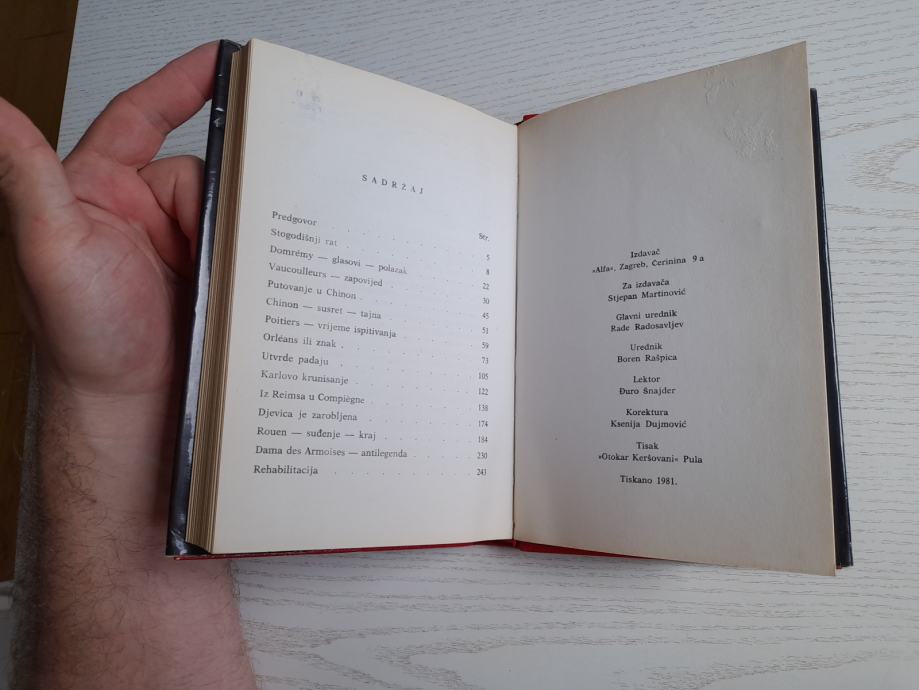 SADRŽAJ
Str.
Predgovor . . . . . . . . 5
Stogodišnji rat . . . . . . . . 8
Domrémy — glasovi — polazak . . . . 22
Vaucoulleurs — zapovijed . . . . . 30
Putovanje u Chinon . . . . . . . 45
Chinon — susret — tajna . . . . . 51
Poitiers — vrijeme ispitivanja . . . . 59
Orléans ili znak . . . . . . . . 73
Utvrde padaju . . . . . . . . 105
Karlovo krunisanje . . . . . . . 122
Iz Reimsa u Compiègne . . . . . . 138
Djevica je zarobljena . . . . . . 174
Rouen — suđenje — kraj . . . . . 184
Dama des Armoises — antilegenda . . . 230
Rehabilitacija . . . . . . . . 243
Izdavač
»Alfa«, Zagreb, Čerinina 9 a
Za izdavača
Stjepan Martinović
Glavni urednik
Rade Radosavljev
Urednik
Boren Rašpica
Lektor
Đuro Šnajder
Korektura
Ksenija Dujmović
Tisak
»Otokar Keršovani« Pula
Tiskano 1981.